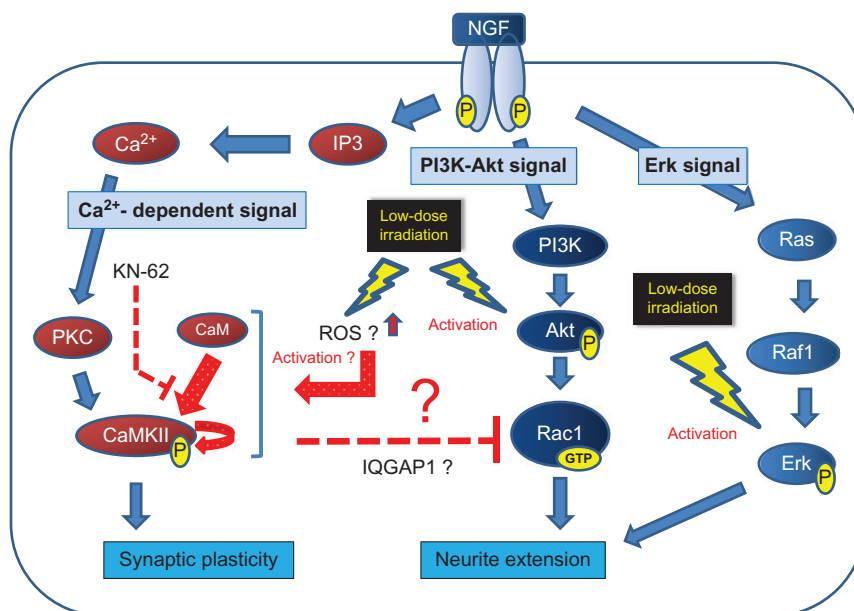 NGF
P
P
Ca²⁺
IP3
PI3K-Akt signal
Erk signal
Ca²⁺- dependent signal
Low-dose
irradiation
PI3K
Ras
KN-62
Low-dose
irradiation
PKC
CaM
ROS ?
Activation
Akt
P
Raf1
Activation ?
?
CaMKII
P
Rac1
GTP
Activation
IQGAP1 ?
Erk
P
Synaptic plasticity
Neurite extension